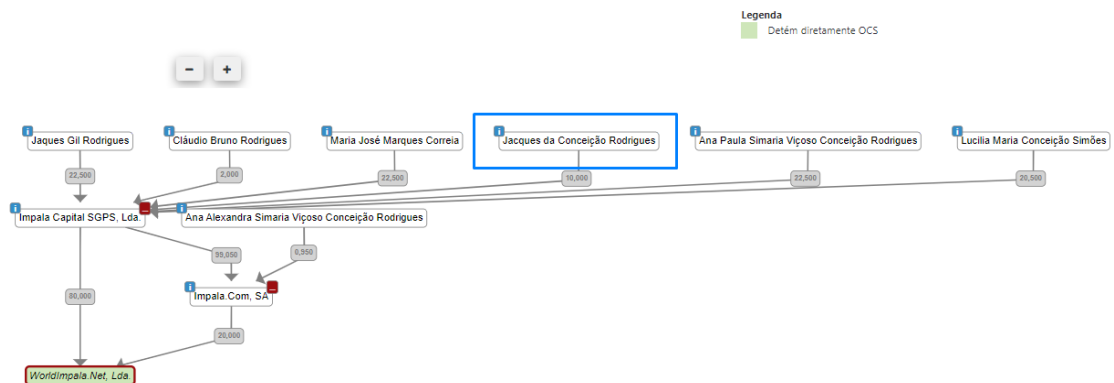 Legenda
Detém diretamente OCS
− +
Jaques Gil Rodrigues
Cláudio Bruno Rodrigues
Maria José Marques Correia
Jacques da Conceição Rodrigues
Ana Paula Simaria Viçoso Conceição Rodrigues
Lucilia Maria Conceição Simões
22,500
2,000
22,500
10,000
22,500
20,500
Impala Capital SGPS, Lda.
Ana Alexandra Simaria Viçoso Conceição Rodrigues
99,050
0,950
Impala.Com, SA
80,000
20,000
WorldImpala.Net, Lda.